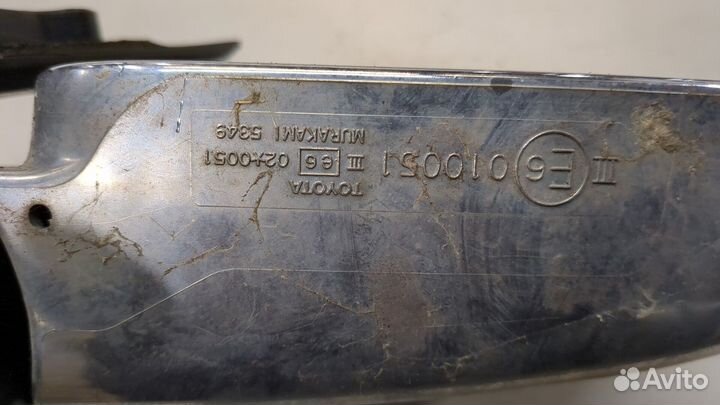 III E6 010051
TOYOTA
III e6 02*0051
MURAKAMI 5349
Avito